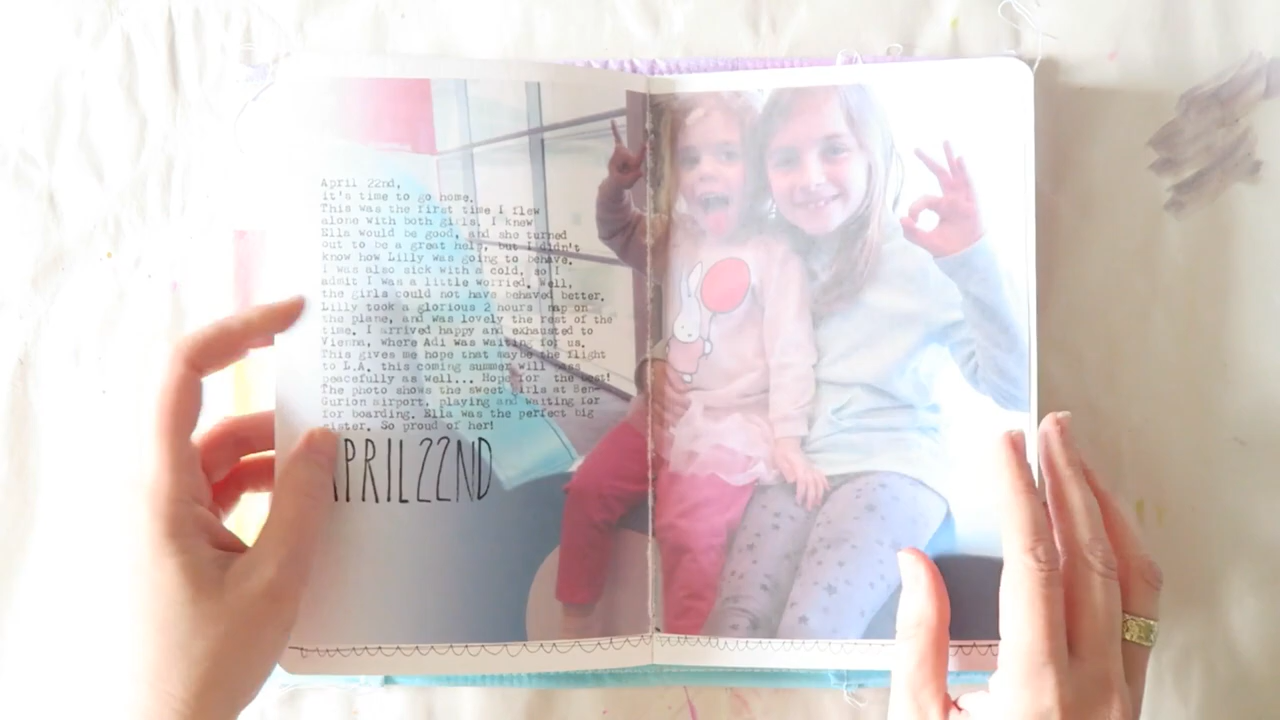 April 22nd,
it's time to go home.
This was the first time I flew
alone with both girls. I knew
Ella would be good, and she turned
out to be a great help, but I didn't
know how Lilly was going to behave.
i was also sick with a cold, so I
admit I was a little worried. Well,
the girls could not have behaved better.
Lilly took a glorious 2 hours nap on
the plane, and was lovely the rest of the
time. I arrived happy and exhausted to
Vienna, where Adi was waiting for us.
This gives me hope that maybe the flight
to L.A. this coming summer will pass
peacefully as well... Hope for the best!
The photo shows the sweet girls at Ben-
Gurion airport, playing and waiting for
for boarding. Ella was the perfect big
sister. So proud of her!
APRIL 22ND